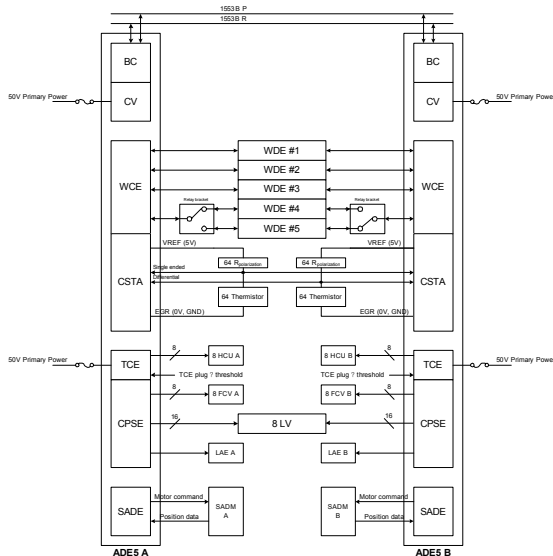 1553B P
1553B R
BC
BC
50V Primary Power
CV
CV
50V Primary Powe
WCE
WDE #1
WCE
WDE #2
WDE #3
Relay bracket
WDE #4
Relay bracket
WDE #5
VREF (5V)
VREF (5V)
64 Rpolarization
64 Rpolarization
Single ended
CSTA
Differential
CSTA
64 Thermistor
64 Thermistor
EGR (0V, GND)
EGR (0V, GND)
50V Primary Power
TCE
8
8 HCU A
8 HCU B
8
TCE
50V Primary Powe
TCE plug ? threshold
TCE plug ? threshold
8
8 FCV A
8 FCV B
8
CPSE
16
8 LV
16
CPSE
LAE A
LAE B
SADE
Motor command
SADM
A
SADM
B
Motor command
SADE
Position data
Position data
ADE5 A
ADE5 B